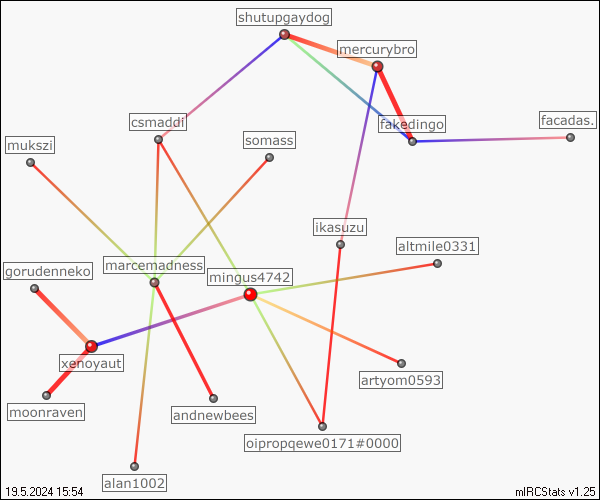 shutupgaydog
mercurybro
csmaddi
fakedingo
facadas.
mukszi
somass
ikasuzu
altmile0331
marcemadness
mingus4742
gorudenneko
xenoyaut
artyom0593
moonraven
andnewbees
oipropqewe0171#0000
alan1002
19.5.2024 15:54
mIRCStats v1.25